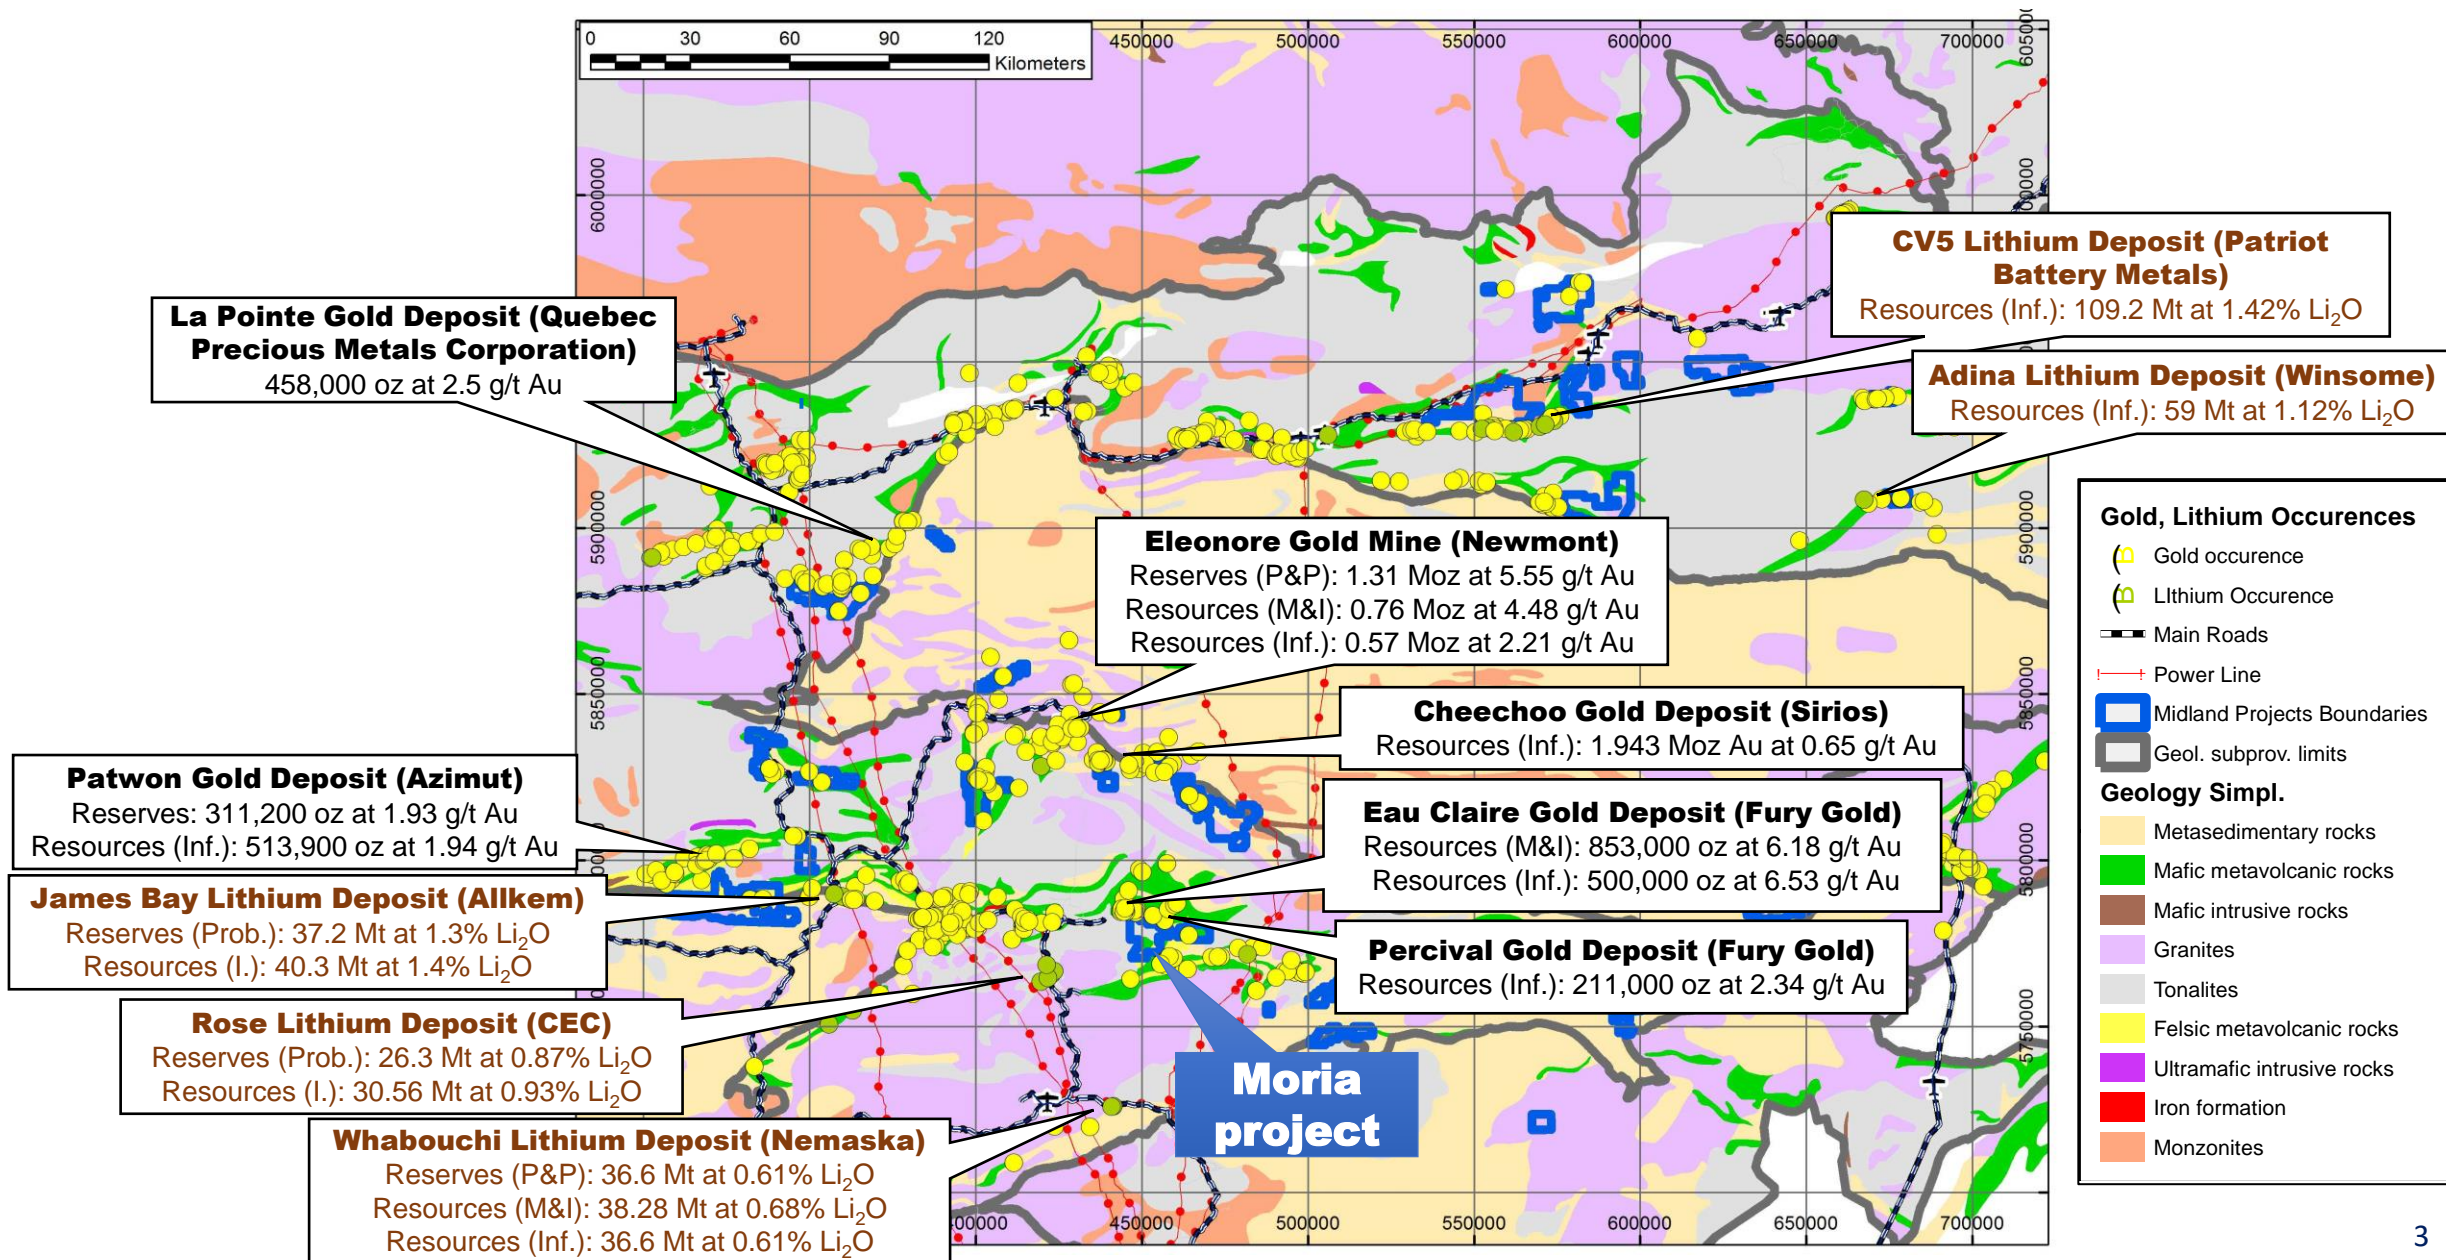 0 30 60 90 120
Kilometers
450000 500000 550000 600000 650000 700000
6050000
6000000
5900000
5850000
5800000
5750000
CV5 Lithium Deposit (Patriot
Battery Metals)
Resources (Inf.): 109.2 Mt at 1.42% Li₂O
La Pointe Gold Deposit (Quebec
Precious Metals Corporation)
458,000 oz at 2.5 g/t Au
Adina Lithium Deposit (Winsome)
Resources (Inf.): 59 Mt at 1.12% Li₂O
Eleonore Gold Mine (Newmont)
Reserves (P&P): 1.31 Moz at 5.55 g/t Au
Resources (M&I): 0.76 Moz at 4.48 g/t Au
Resources (Inf.): 0.57 Moz at 2.21 g/t Au
Cheechoo Gold Deposit (Sirios)
Resources (Inf.): 1.943 Moz Au at 0.65 g/t Au
Patwon Gold Deposit (Azimut)
Reserves: 311,200 oz at 1.93 g/t Au
Resources (Inf.): 513,900 oz at 1.94 g/t Au
Eau Claire Gold Deposit (Fury Gold)
Resources (M&I): 853,000 oz at 6.18 g/t Au
Resources (Inf.): 500,000 oz at 6.53 g/t Au
James Bay Lithium Deposit (Allkem)
Reserves (Prob.): 37.2 Mt at 1.3% Li₂O
Resources (I.): 40.3 Mt at 1.4% Li₂O
Percival Gold Deposit (Fury Gold)
Resources (Inf.): 211,000 oz at 2.34 g/t Au
Rose Lithium Deposit (CEC)
Reserves (Prob.): 26.3 Mt at 0.87% Li₂O
Resources (I.): 30.56 Mt at 0.93% Li₂O
Moria
project
Whabouchi Lithium Deposit (Nemaska)
Reserves (P&P): 36.6 Mt at 0.61% Li₂O
Resources (M&I): 38.28 Mt at 0.68% Li₂O
Resources (Inf.): 36.6 Mt at 0.61% Li₂O
450000 500000 550000 600000 650000 700000
Gold, Lithium Occurences
Gold occurence
LIthium Occurence
Main Roads
Power Line
Midland Projects Boundaries
Geol. subprov. limits
Geology Simpl.
Metasedimentary rocks
Mafic metavolcanic rocks
Mafic intrusive rocks
Granites
Tonalites
Felsic metavolcanic rocks
Ultramafic intrusive rocks
Iron formation
Monzonites
3